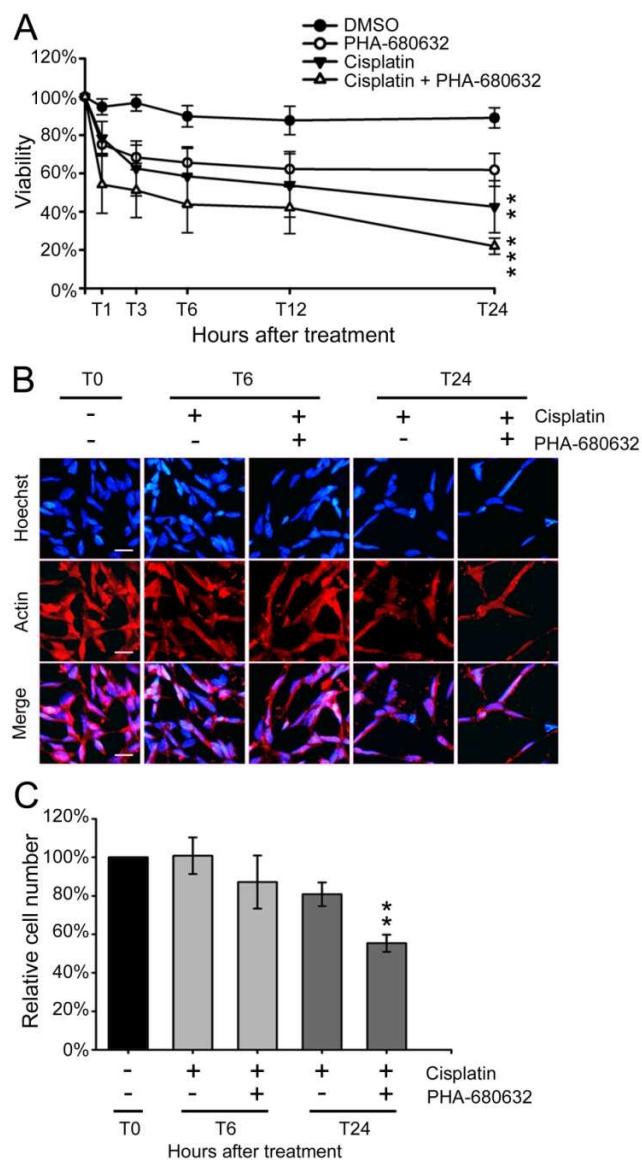 A
DMSO
PHA-680632
Cisplatin
Cisplatin + PHA-680632
120%
100%
80%
60%
40%
20%
0%
Viability
**
***
T1 T3 T6 T12 T24
Hours after treatment
B
T0 T6 T24
- + + + + Cisplatin
- - + - + PHA-680632
Hoechst
Actin
Merge
C
120%
100%
80%
60%
40%
20%
0%
Relative cell number
**
- + + + + Cisplatin
- - + - + PHA-680632
T0 T6 T24
Hours after treatment